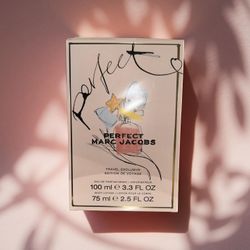 perfect
PERFECT
MARC JACOBS
TRAVEL EXCLUSIVE
EDITION DE VOYAGE
100 ml e 3.3 FL OZ
75 ml e 2.5 FL OZ